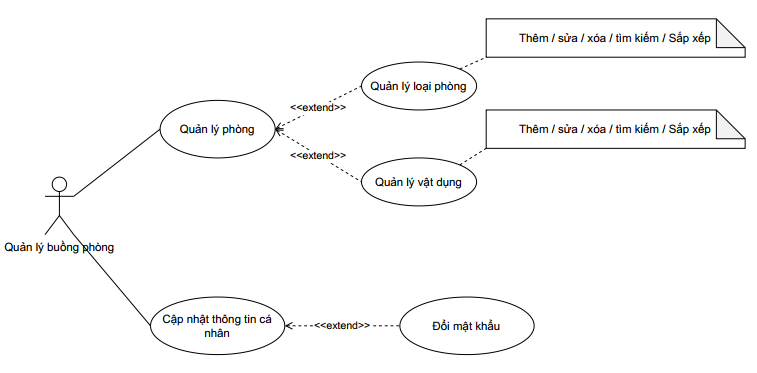 Thêm / sửa / xóa / tìm kiếm / Sắp xếp
Quản lý loại phòng
<<extend>>
Quản lý phòng
Thêm / sửa / xóa / tìm kiếm / Sắp xếp
<<extend>>
Quản lý vật dụng
Quản lý buồng phòng
Cập nhật thông tin cá
nhân
<<extend>>
Đổi mật khẩu